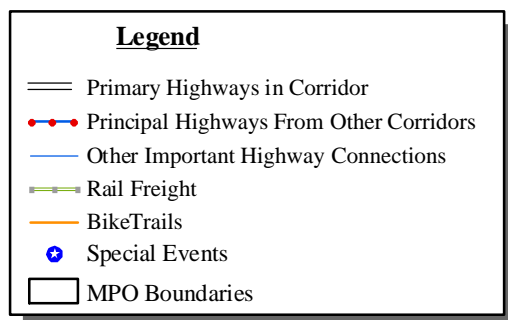 Legend
Primary Highways in Corridor
Principal Highways From Other Corridors
Other Important Highway Connections
Rail Freight
BikeTrails
Special Events
MPO Boundaries